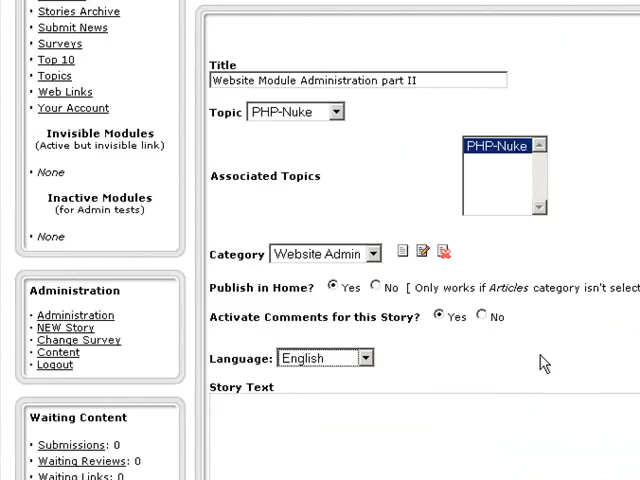 Stories Archive
Submit News
Surveys
Top 10
Topics
Web Links
Your Account
Invisible Modules
(Active but invisible link)
None
Inactive Modules
(for Admin tests)
None
Administration
Administration
NEW Story
Change Survey
Content
Logout
Waiting Content
Submissions: 0
Waiting Reviews: 0
Waiting Links: 0
Title
Website Module Administration part II
Topic PHP-Nuke
PHP-Nuke
Associated Topics
Category Website Admin
Publish in Home? Yes No [ Only works if Articles category isn't select
Activate Comments for this Story? Yes No
Language: English
Story Text